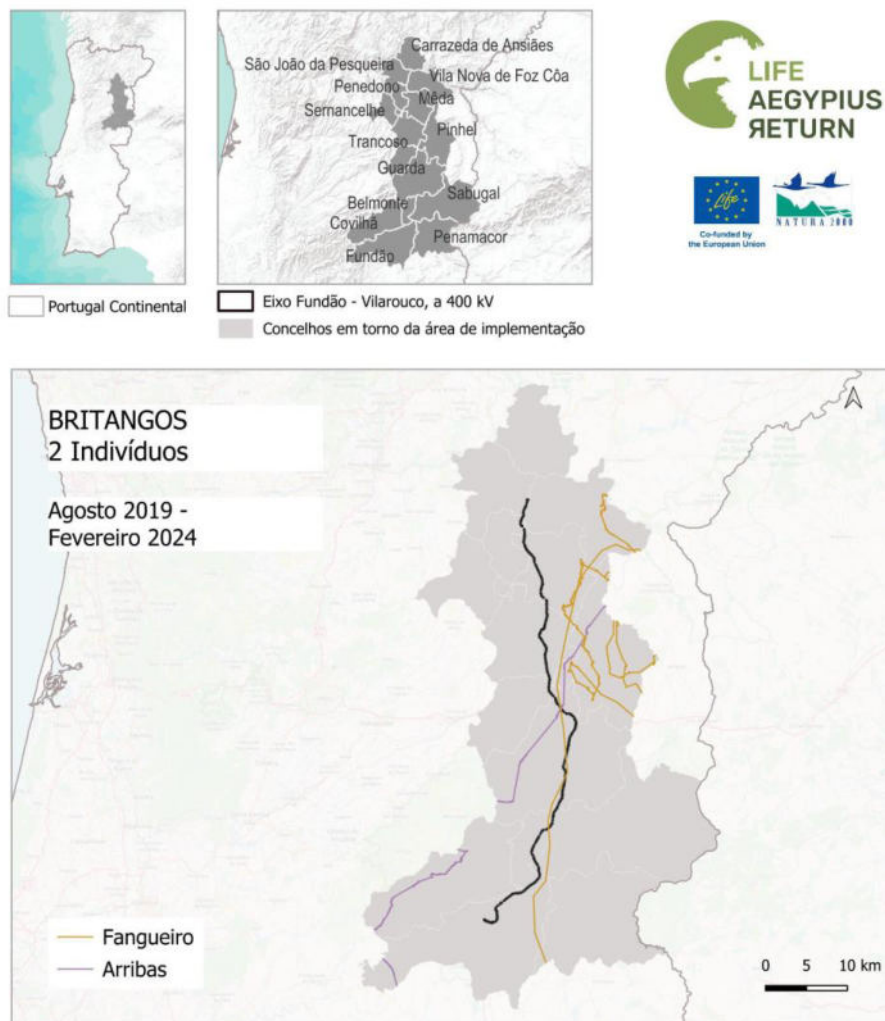 Carrazeda de Ansiães
São João da Pesqueira
Vila Nova de Foz Côa
Penedono
Mêda
Sernancelhe
Pinhel
Trancoso
Guarda
Sabugal
Belmonte
Covilhã
Penamacor
Fundão
LIFE
AEGYPIUS
ЯETURN
Life
Co-funded by
the European Union
NATURA 2000
Portugal Continental
Eixo Fundão - Vilarouco, a 400 kV
Concelhos em torno da área de implementação
BRITANGOS
2 Indivíduos
Agosto 2019 -
Fevereiro 2024
Fangueiro
Arribas
0 5 10 km